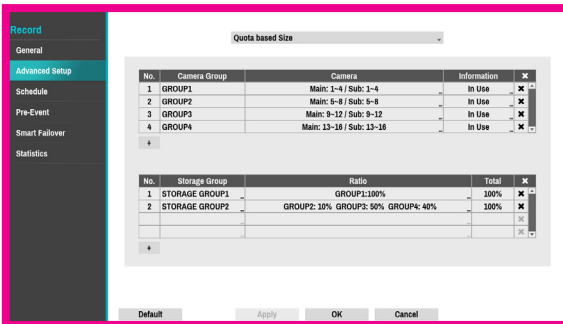 Record
General
Advanced Setup
Schedule
Pre-Event
Smart Failover
Statistics
Quota based Size
No. Camera Group Camera Information ✖
1 GROUP1 Main: 1~4 / Sub: 1~4 ... In Use ... ✖
2 GROUP2 Main: 5~8 / Sub: 5~8 ... In Use ... ✖
3 GROUP3 Main: 9~12 / Sub: 9~12 ... In Use ... ✖
4 GROUP4 Main: 13~16 / Sub: 13~16 ... In Use ... ✖
+
No. Storage Group Ratio Total ✖
1 STORAGE GROUP1 ... GROUP1:100% ... 100% ✖
2 STORAGE GROUP2 ... GROUP2: 10% GROUP3: 50% GROUP4: 40% ... 100% ✖
... ... ✖
... ... ✖
+
Default Apply OK Cancel